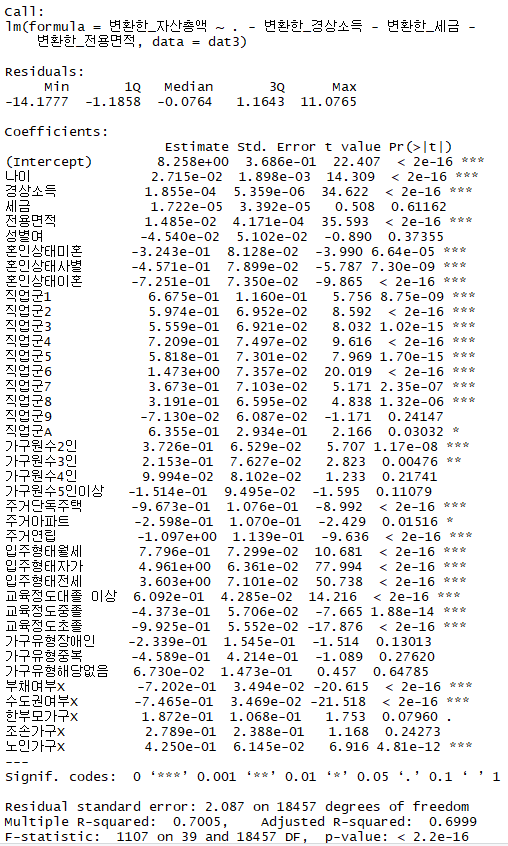 Call:
lm(formula = 변환한_자산총액 ~ . - 변환한_경상소득 - 변환한_세금 -
    변환한_전용면적, data = dat3)

Residuals:
     Min       1Q   Median       3Q      Max
-14.1777  -1.1858  -0.0764   1.1643  11.0765

Coefficients:
                     Estimate Std. Error t value Pr(>|t|)
(Intercept)         8.258e+00  3.686e-01  22.407  < 2e-16 ***
나이                2.715e-02  1.898e-03  14.309  < 2e-16 ***
경상소득            1.855e-04  5.359e-06  34.622  < 2e-16 ***
세금                1.722e-05  3.392e-05   0.508  0.61162
전용면적            1.485e-02  4.171e-04  35.593  < 2e-16 ***
성별여             -4.540e-02  5.102e-02  -0.890  0.37355
혼인상태미혼       -3.243e-01  8.128e-02  -3.990 6.64e-05 ***
혼인상태사별       -4.571e-01  7.899e-02  -5.787 7.30e-09 ***
혼인상태이혼       -7.251e-01  7.350e-02  -9.865  < 2e-16 ***
직업군1             6.675e-01  1.160e-01   5.756 8.75e-09 ***
직업군2             5.974e-01  6.952e-02   8.592  < 2e-16 ***
직업군3             5.559e-01  6.921e-02   8.032 1.02e-15 ***
직업군4             7.209e-01  7.497e-02   9.616  < 2e-16 ***
직업군5             5.818e-01  7.301e-02   7.969 1.70e-15 ***
직업군6             1.473e+00  7.357e-02  20.019  < 2e-16 ***
직업군7             3.673e-01  7.103e-02   5.171 2.35e-07 ***
직업군8             3.191e-01  6.595e-02   4.838 1.32e-06 ***
직업군9            -7.130e-02  6.087e-02  -1.171  0.24147
직업군A             6.355e-01  2.934e-01   2.166  0.03032 *
가구원수2인         3.726e-01  6.529e-02   5.707 1.17e-08 ***
가구원수3인         2.153e-01  7.627e-02   2.823  0.00476 **
가구원수4인         9.994e-02  8.102e-02   1.233  0.21741
가구원수5인이상    -1.514e-01  9.495e-02  -1.595  0.11079
주거단독주택       -9.673e-01  1.076e-01  -8.992  < 2e-16 ***
주거아파트         -2.598e-01  1.070e-01  -2.429  0.01516 *
주거연립           -1.097e+00  1.139e-01  -9.636  < 2e-16 ***
입주형태월세        7.796e-01  7.299e-02  10.681  < 2e-16 ***
입주형태자가        4.961e+00  6.361e-02  77.994  < 2e-16 ***
입주형태전세        3.603e+00  7.101e-02  50.738  < 2e-16 ***
교육정도대졸 이상   6.092e-01  4.285e-02  14.216  < 2e-16 ***
교육정도중졸       -4.373e-01  5.706e-02  -7.665 1.88e-14 ***
교육정도초졸       -9.925e-01  5.552e-02 -17.876  < 2e-16 ***
가구유형장애인     -2.339e-01  1.545e-01  -1.514  0.13013
가구유형중복       -4.589e-01  4.214e-01  -1.089  0.27620
가구유형해당없음    6.730e-02  1.473e-01   0.457  0.64785
부채여부x          -7.202e-01  3.494e-02 -20.615  < 2e-16 ***
수도권여부x        -7.465e-01  3.469e-02 -21.518  < 2e-16 ***
한부모가구x         1.872e-01  1.068e-01   1.753  0.07960 .
조손가구x           2.789e-01  2.388e-01   1.168  0.24273
노인가구x           4.250e-01  6.145e-02   6.916 4.81e-12 ***
---
Signif. codes:  0 ‘***’ 0.001 ‘**’ 0.01 ‘*’ 0.05 ‘.’ 0.1 ‘ ’ 1

Residual standard error: 2.087 on 18457 degrees of freedom
Multiple R-squared:  0.7005,    Adjusted R-squared:  0.6999
F-statistic:  1107 on 39 and 18457 DF,  p-value: < 2.2e-16